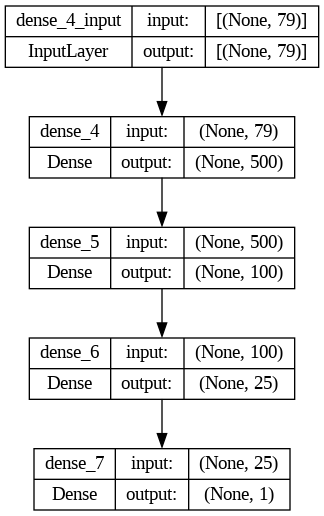 dense_4_input input: [(None, 79)]
InputLayer output: [(None, 79)]
dense_4 input: (None, 79)
Dense output: (None, 500)
dense_5 input: (None, 500)
Dense output: (None, 100)
dense_6 input: (None, 100)
Dense output: (None, 25)
dense_7 input: (None, 25)
Dense output: (None, 1)